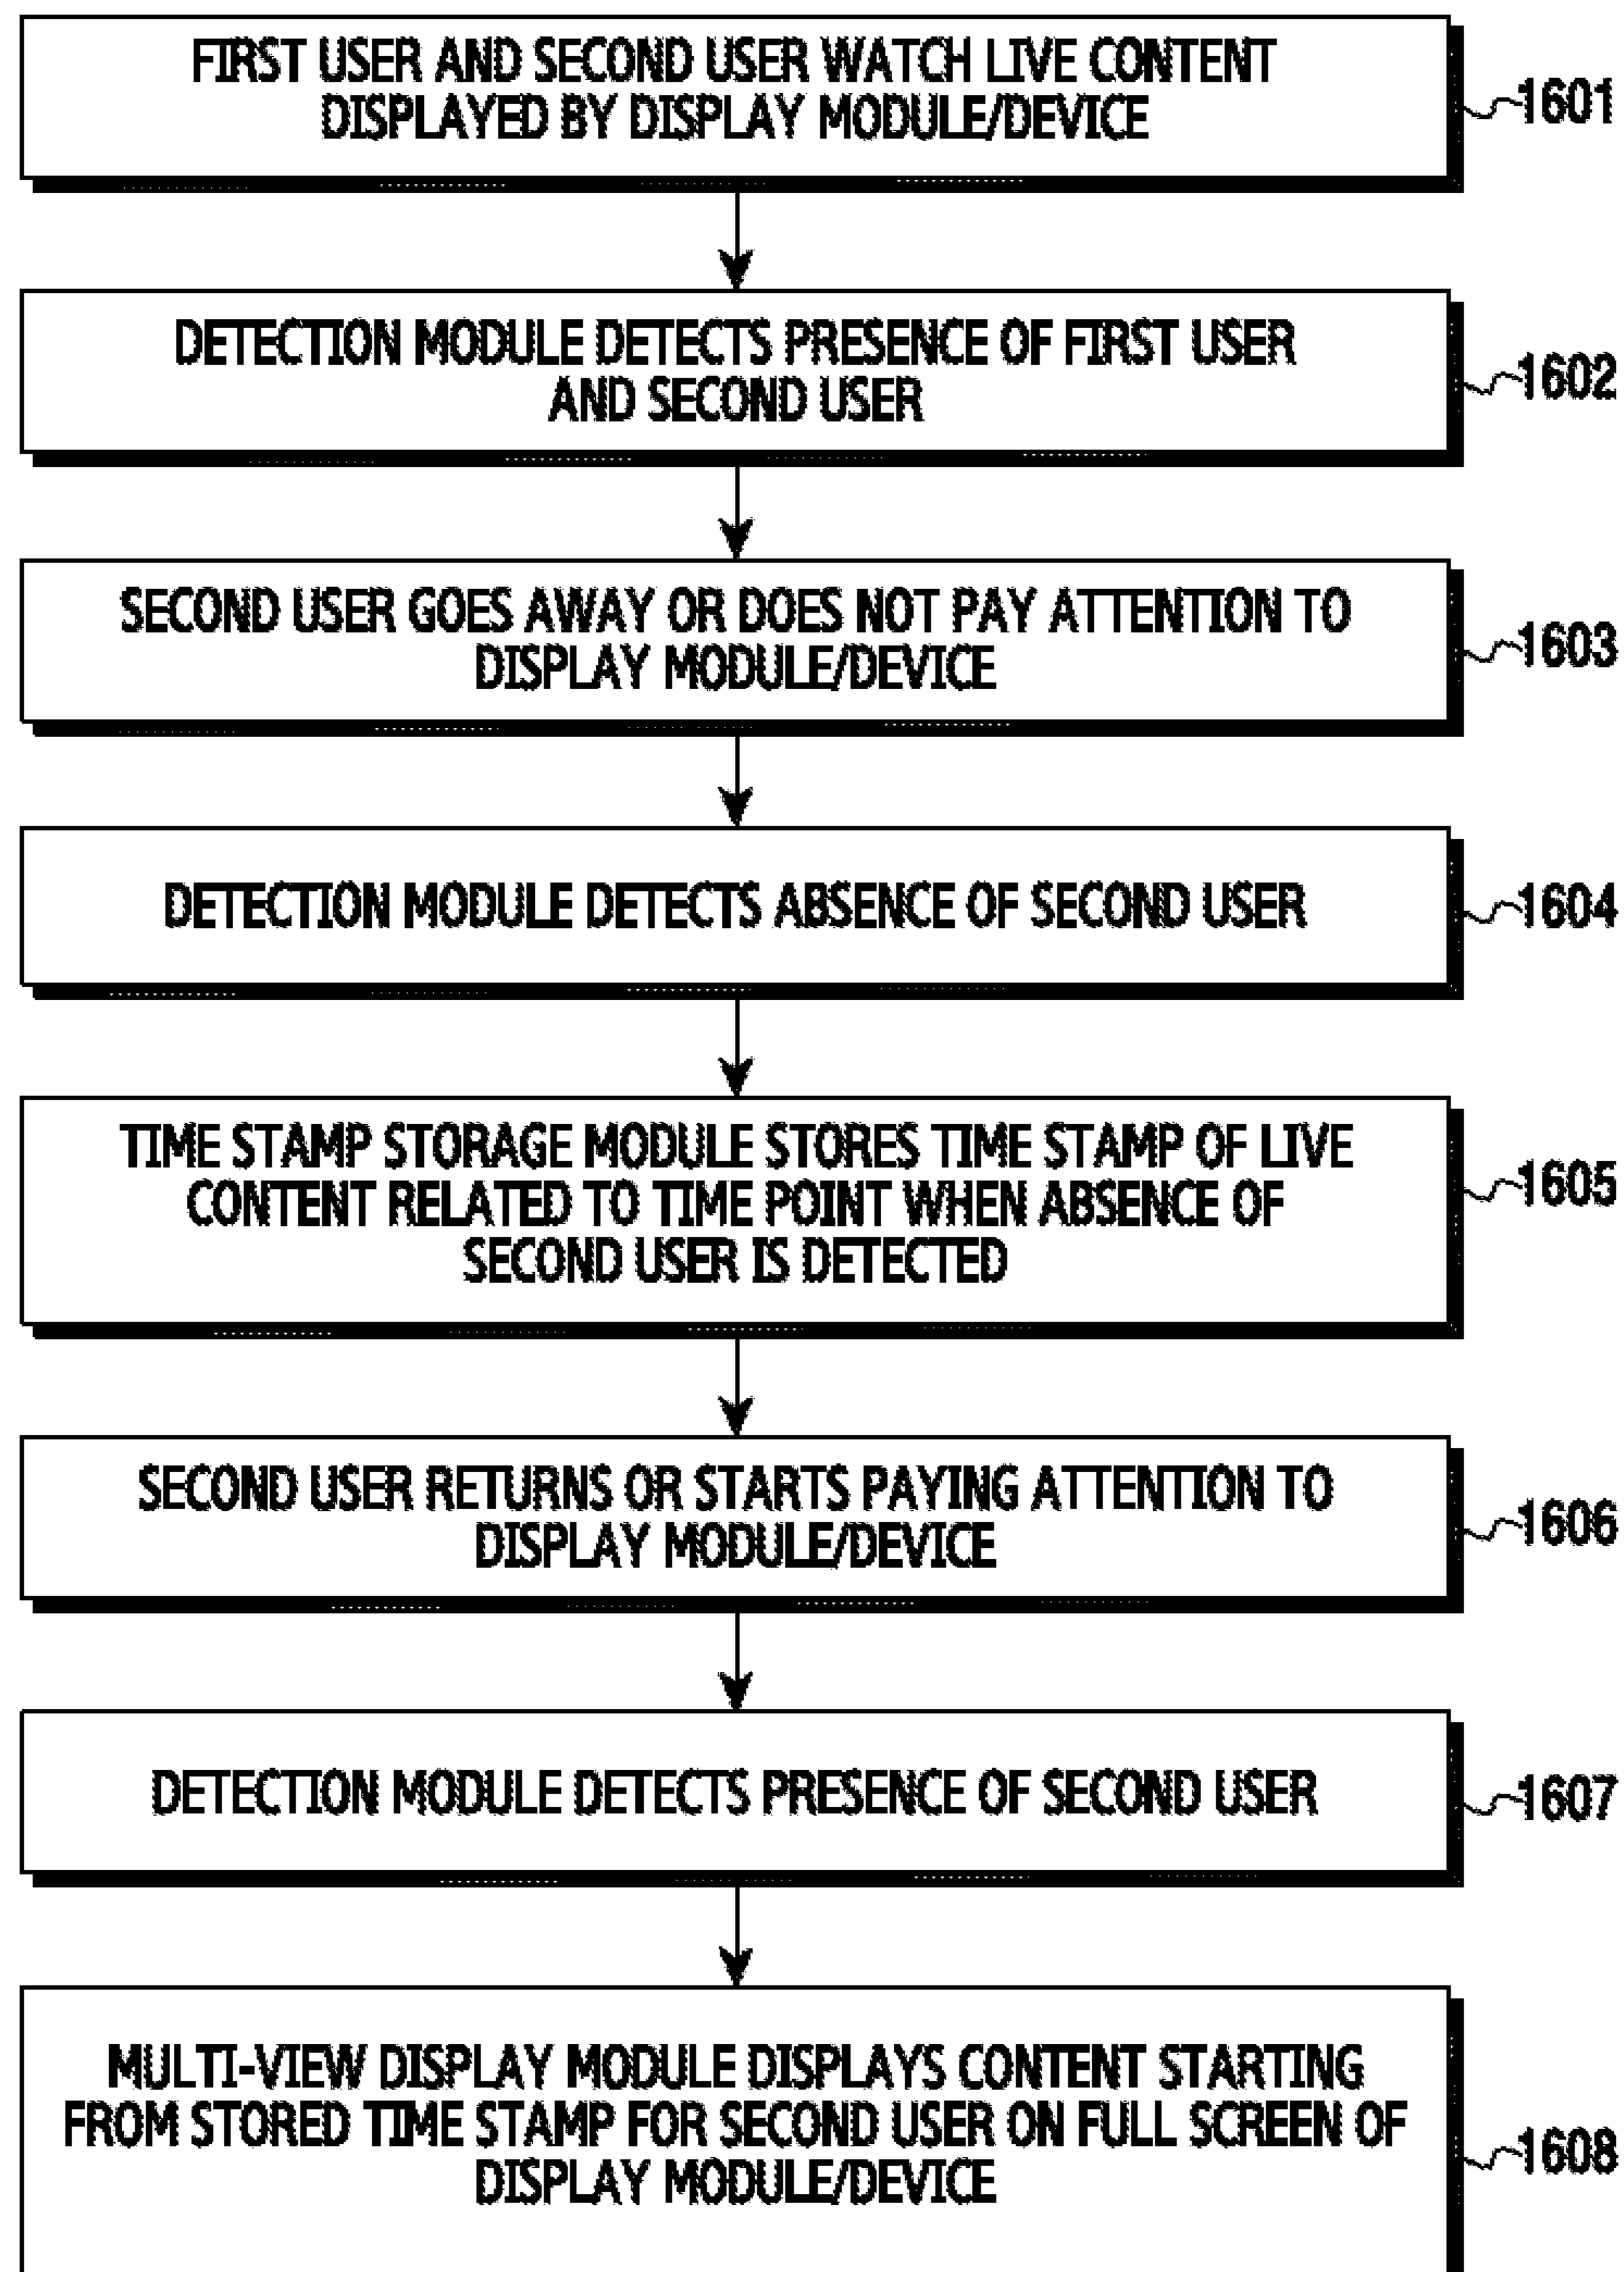 FIRST USER AND SECOND USER WATCH LIVE CONTENT
DISPLAYED BY DISPLAY MODULE/DEVICE
1601
DETECTION MODULE DETECTS PRESENCE OF FIRST USER
AND SECOND USER
1602
SECOND USER GOES AWAY OR DOES NOT PAY ATTENTION TO
DISPLAY MODULE/DEVICE
1603
DETECTION MODULE DETECTS ABSENCE OF SECOND USER
1604
TIME STAMP STORAGE MODULE STORES TIME STAMP OF LIVE
CONTENT RELATED TO TIME POINT WHEN ABSENCE OF
SECOND USER IS DETECTED
1605
SECOND USER RETURNS OR STARTS PAYING ATTENTION TO
DISPLAY MODULE/DEVICE
1606
DETECTION MODULE DETECTS PRESENCE OF SECOND USER
1607
MULTI-VIEW DISPLAY MODULE DISPLAYS CONTENT STARTING
FROM STORED TIME STAMP FOR SECOND USER ON FULL SCREEN OF
DISPLAY MODULE/DEVICE
1608